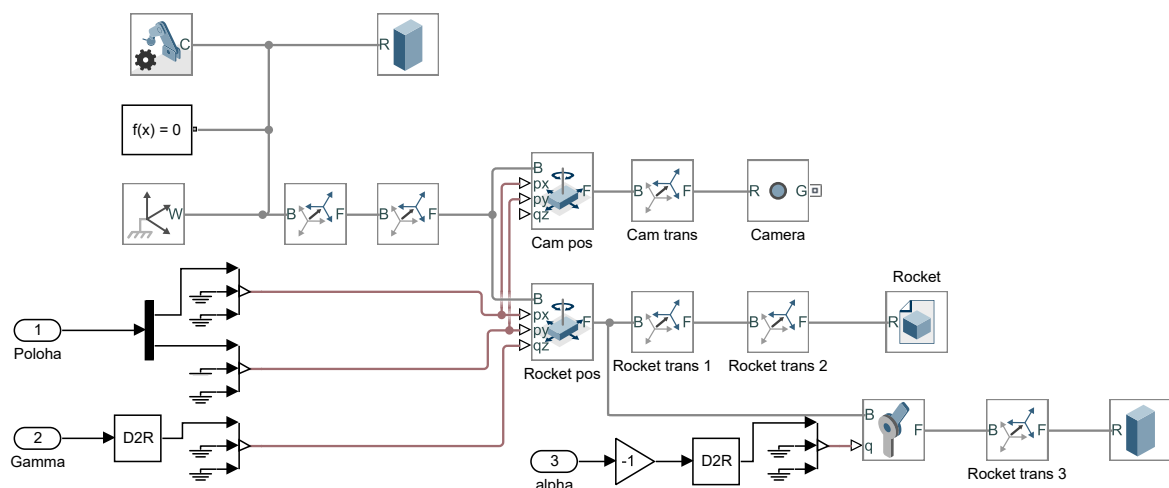 C
R
f(x) = 0
W
B
F
B
F
B
px
py
qz
F
Cam pos
B
F
Cam trans
R
G
Camera
1
Poloha
B
px
py
qz
F
Rocket pos
B
F
Rocket trans 1
B
F
Rocket trans 2
Rocket
R
2
Gamma
D2R
3
alpha
-1
D2R
B
q
F
B
F
Rocket trans 3
R